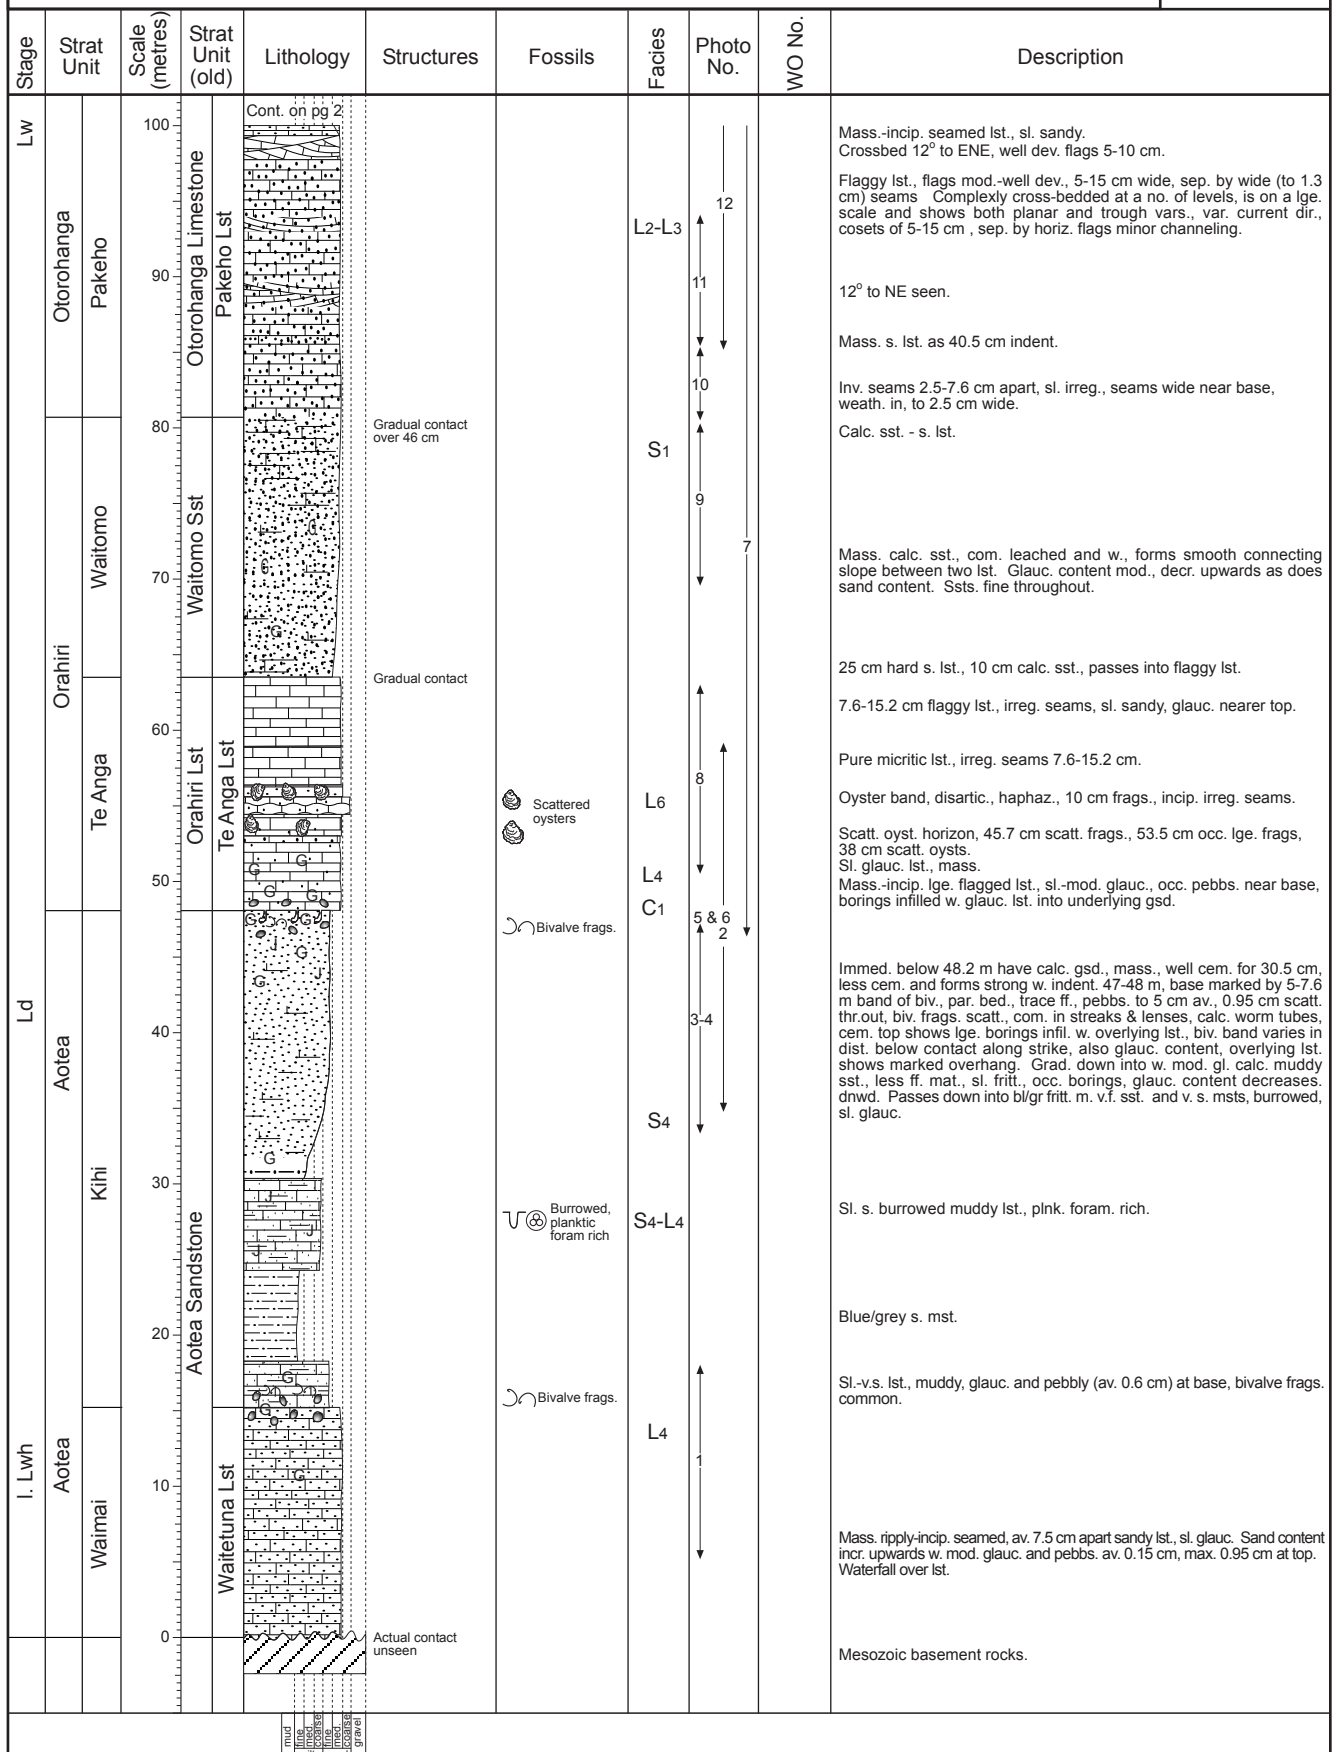 Stage
Strat
Unit
Scale
(metres)
Strat
Unit
(old)
Lithology
Structures
Fossils
Facies
Photo
No.
WO No.
Description
Lw
Ld
l. Lwh
Otorohanga
Orahiri
Aotea
Aotea
Pakeho
Waitomo
Te Anga
Kihi
Waimai
100
90
80
70
60
50
40
30
20
10
0
Otorohanga Limestone
Pakeho Lst
Waitomo Sst
Orahiri Lst
Te Anga Lst
Aotea Sandstone
Waitetuna Lst
Cont. on pg 2
G
G
G
G
G
G
G
G
G
J
G
J
G
G
J
J
J
G
G
G
Gradual contact
over 46 cm
Gradual contact
Actual contact
unseen
Scattered
oysters
Bivalve frags.
Burrowed,
planktic
foram rich
Bivalve frags.
L2-L3
S1
L6
L4
C1
S4
S4-L4
L4
12
11
10
9
7
8
5 & 6
2
3-4
1
Mass.-incip. seamed lst., sl. sandy.
Crossbed 12° to ENE, well dev. flags 5-10 cm.
Flaggy lst., flags mod.-well dev., 5-15 cm wide, sep. by wide (to 1.3
cm) seams Complexly cross-bedded at a no. of levels, is on a lge.
scale and shows both planar and trough vars., var. current dir.,
cosets of 5-15 cm , sep. by horiz. flags minor channeling.
12° to NE seen.
Mass. s. lst. as 40.5 cm indent.
Inv. seams 2.5-7.6 cm apart, sl. irreg., seams wide near base,
weath. in, to 2.5 cm wide.
Calc. sst. - s. lst.
Mass. calc. sst., com. leached and w., forms smooth connecting
slope between two lst. Glauc. content mod., decr. upwards as does
sand content. Ssts. fine throughout.
25 cm hard s. lst., 10 cm calc. sst., passes into flaggy lst.
7.6-15.2 cm flaggy lst., irreg. seams, sl. sandy, glauc. nearer top.
Pure micritic lst., irreg. seams 7.6-15.2 cm.
Oyster band, disartic., haphaz., 10 cm frags., incip. irreg. seams.
Scatt. oyst. horizon, 45.7 cm scatt. frags., 53.5 cm occ. lge. frags,
38 cm scatt. oysts.
Sl. glauc. lst., mass.
Mass.-incip. lge. flagged lst., sl.-mod. glauc., occ. pebbs. near base,
borings infilled w. glauc. lst. into underlying gsd.
Immed. below 48.2 m have calc. gsd., mass., well cem. for 30.5 cm,
less cem. and forms strong w. indent. 47-48 m, base marked by 5-7.6
m band of biv., par. bed., trace ff., pebbs. to 5 cm av., 0.95 cm scatt.
thr.out, biv. frags. scatt., com. in streaks & lenses, calc. worm tubes,
cem. top shows lge. borings infil. w. overlying lst., biv. band varies in
dist. below contact along strike, also glauc. content, overlying lst.
shows marked overhang. Grad. down into w. mod. gl. calc. muddy
sst., less ff. mat., sl. fritt., occ. borings, glauc. content decreases.
dnwd. Passes down into bl/gr fritt. m. v.f. sst. and v. s. msts, burrowed,
sl. glauc.
Sl. s. burrowed muddy lst., plnk. foram. rich.
Blue/grey s. mst.
Sl.-v.s. lst., muddy, glauc. and pebbly (av. 0.6 cm) at base, bivalve frags.
common.
Mass. ripply-incip. seamed, av. 7.5 cm apart sandy lst., sl. glauc. Sand content
incr. upwards w. mod. glauc. and pebbs. av. 0.15 cm, max. 0.95 cm at top.
Waterfall over lst.
Mesozoic basement rocks.
mud
fine
med.
coarse
fine
med.
coarse
gravel